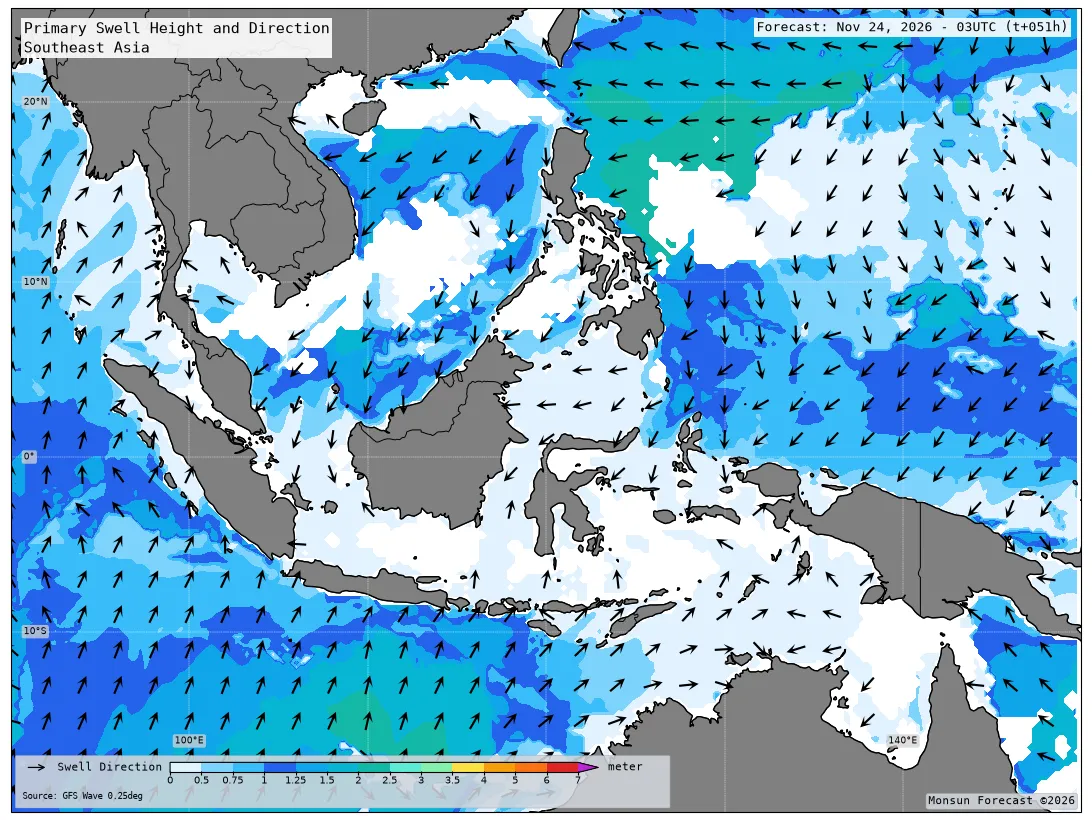 Primary Swell Height and Direction
Southeast Asia
Forecast: Nov 24, 2026 - 03UTC (t+051h)
20°N
10°N
0°
10°S
100°E
140°E
Swell Direction
0 0.5 0.75 1 1.25 1.5 2 2.5 3 3.5 4 5 6 7
meter
Source: GFS Wave 0.25deg
Monsun Forecast ©2026